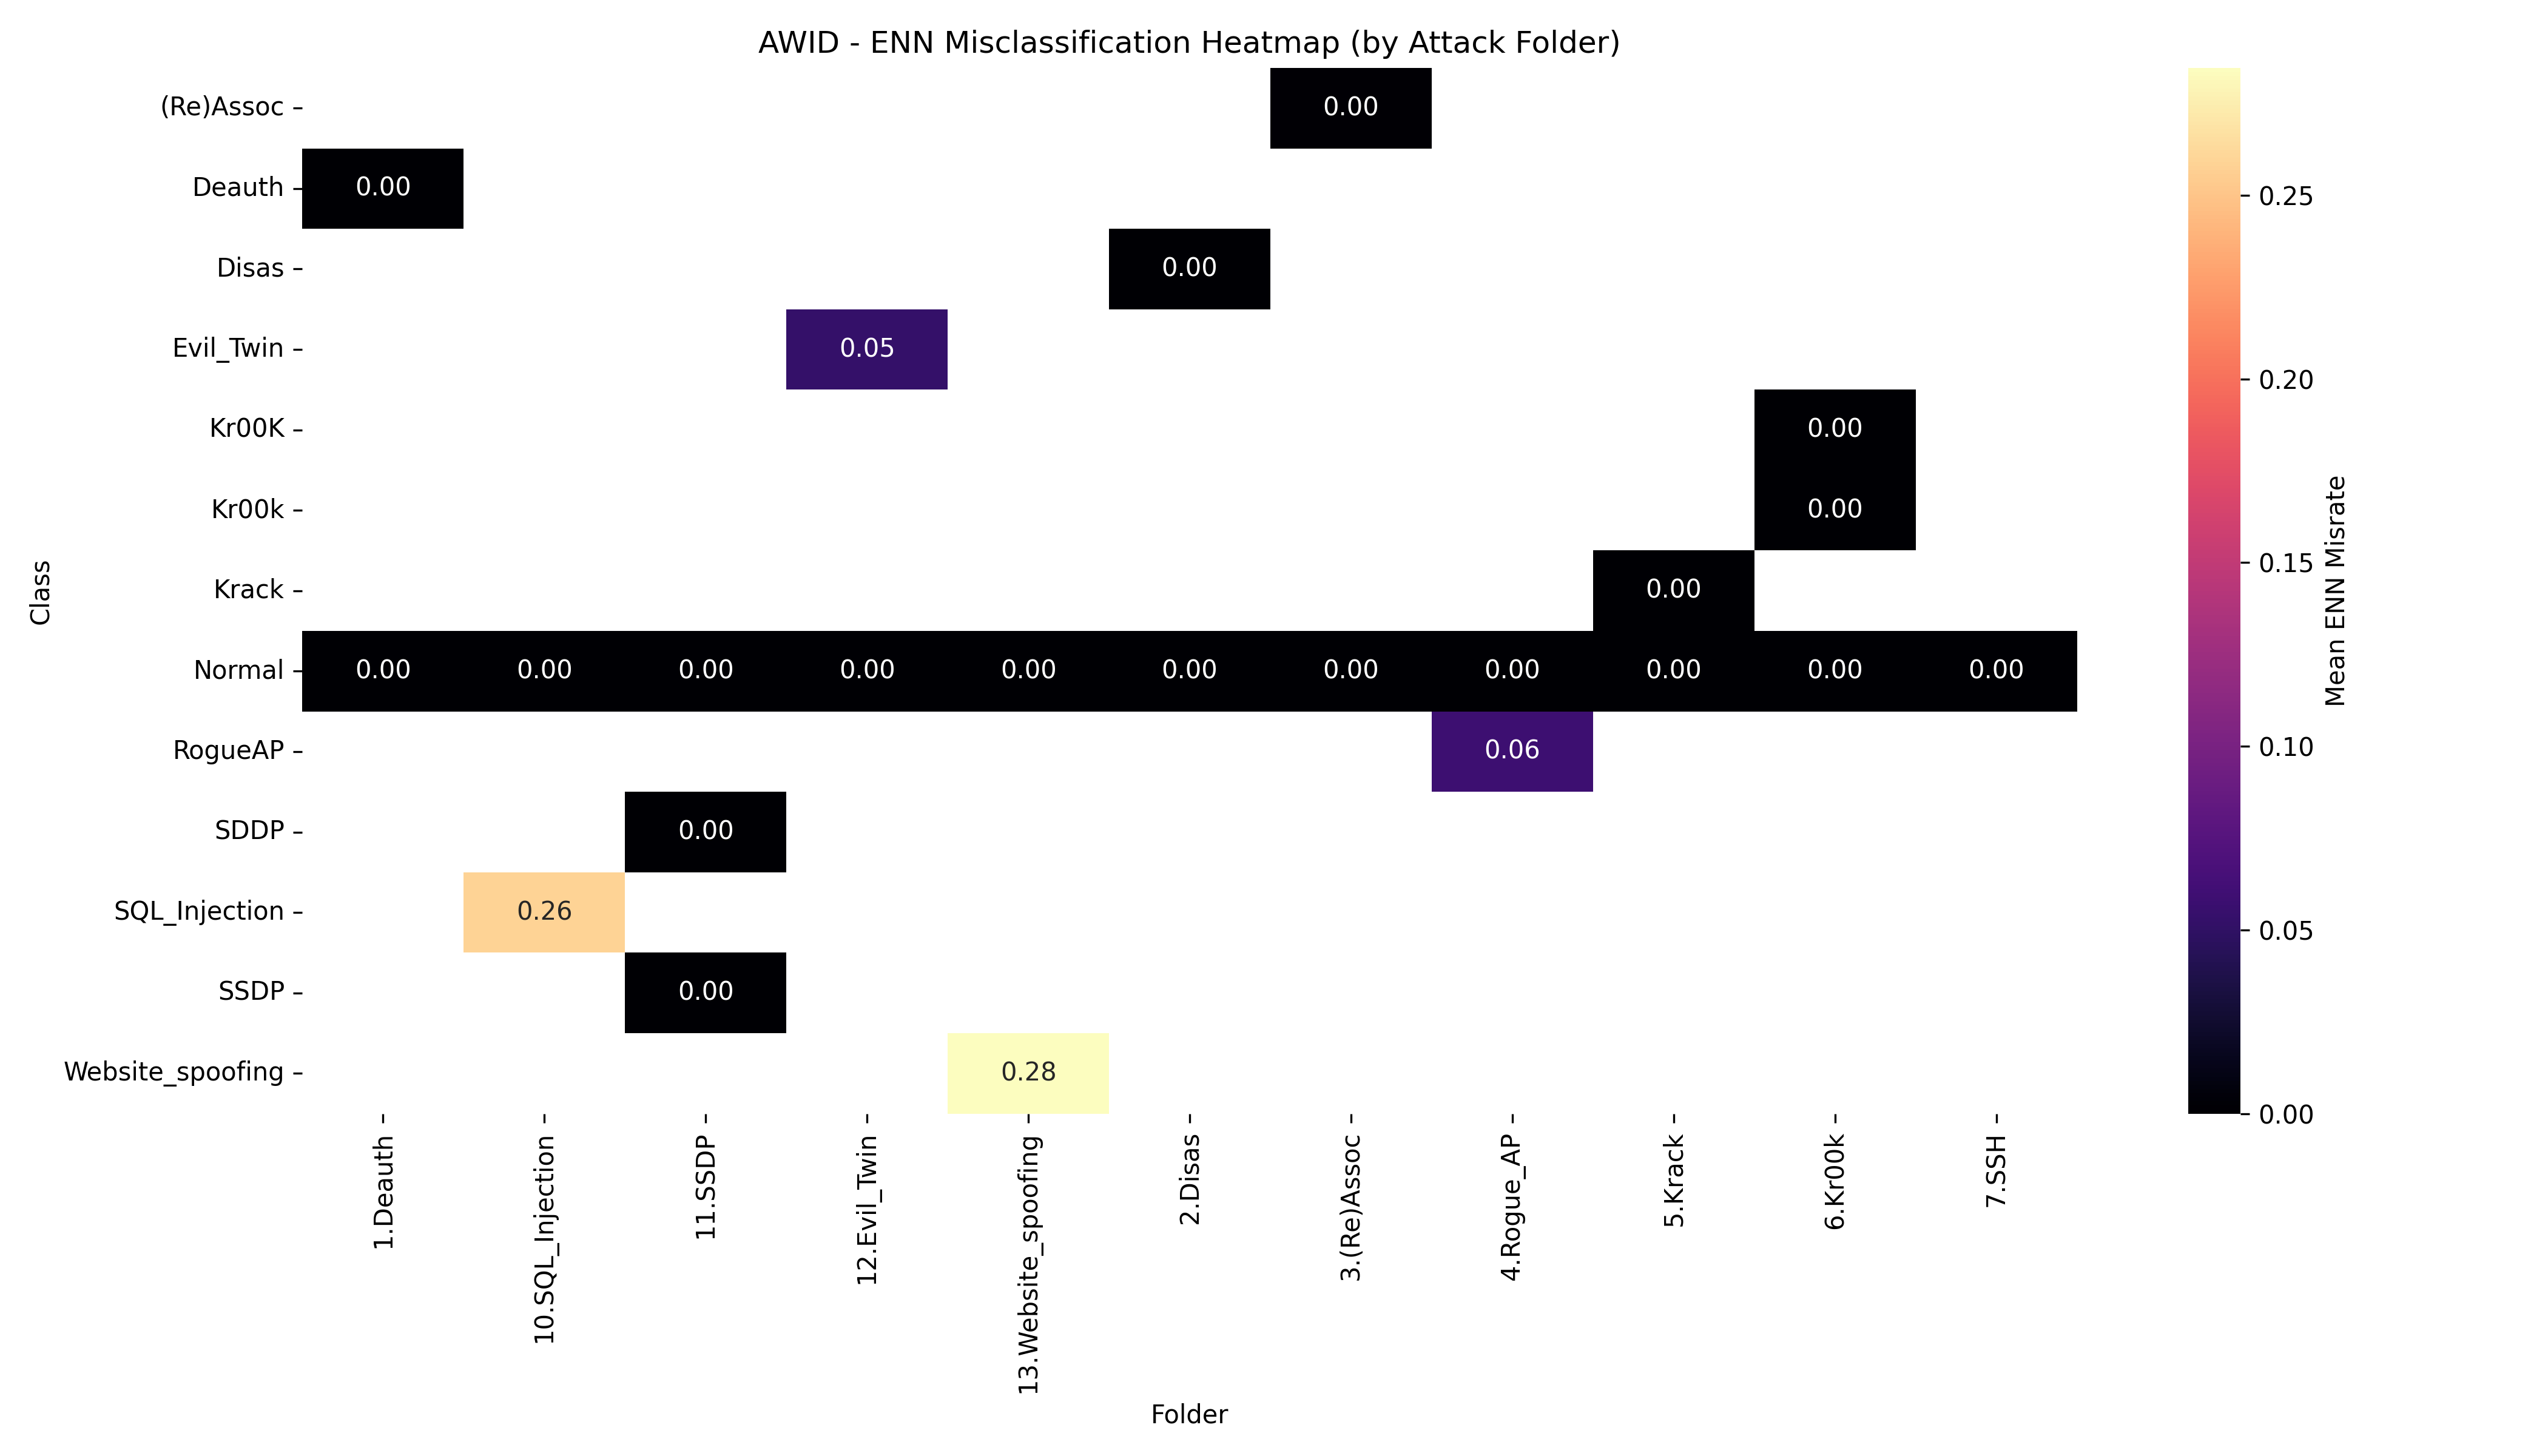 AWID - ENN Misclassification Heatmap (by Attack Folder)
Class
(Re)Assoc 0.00
Deauth 0.00
Disas 0.00
Evil_Twin 0.05
Kr00K 0.00
Kr00k 0.00
Krack 0.00
Normal 0.00 0.00 0.00 0.00 0.00 0.00 0.00 0.00 0.00 0.00 0.00
RogueAP 0.06
SDDP 0.00
SQL_Injection 0.26
SSDP 0.00
Website_spoofing 0.28
1.Deauth
10.SQL_Injection
11.SSDP
12.Evil_Twin
13.Website_spoofing
2.Disas
3.(Re)Assoc
4.Rogue_AP
5.Krack
6.Kr00k
7.SSH
Folder
0.25
0.20
0.15
0.10
0.05
0.00
Mean ENN Misrate